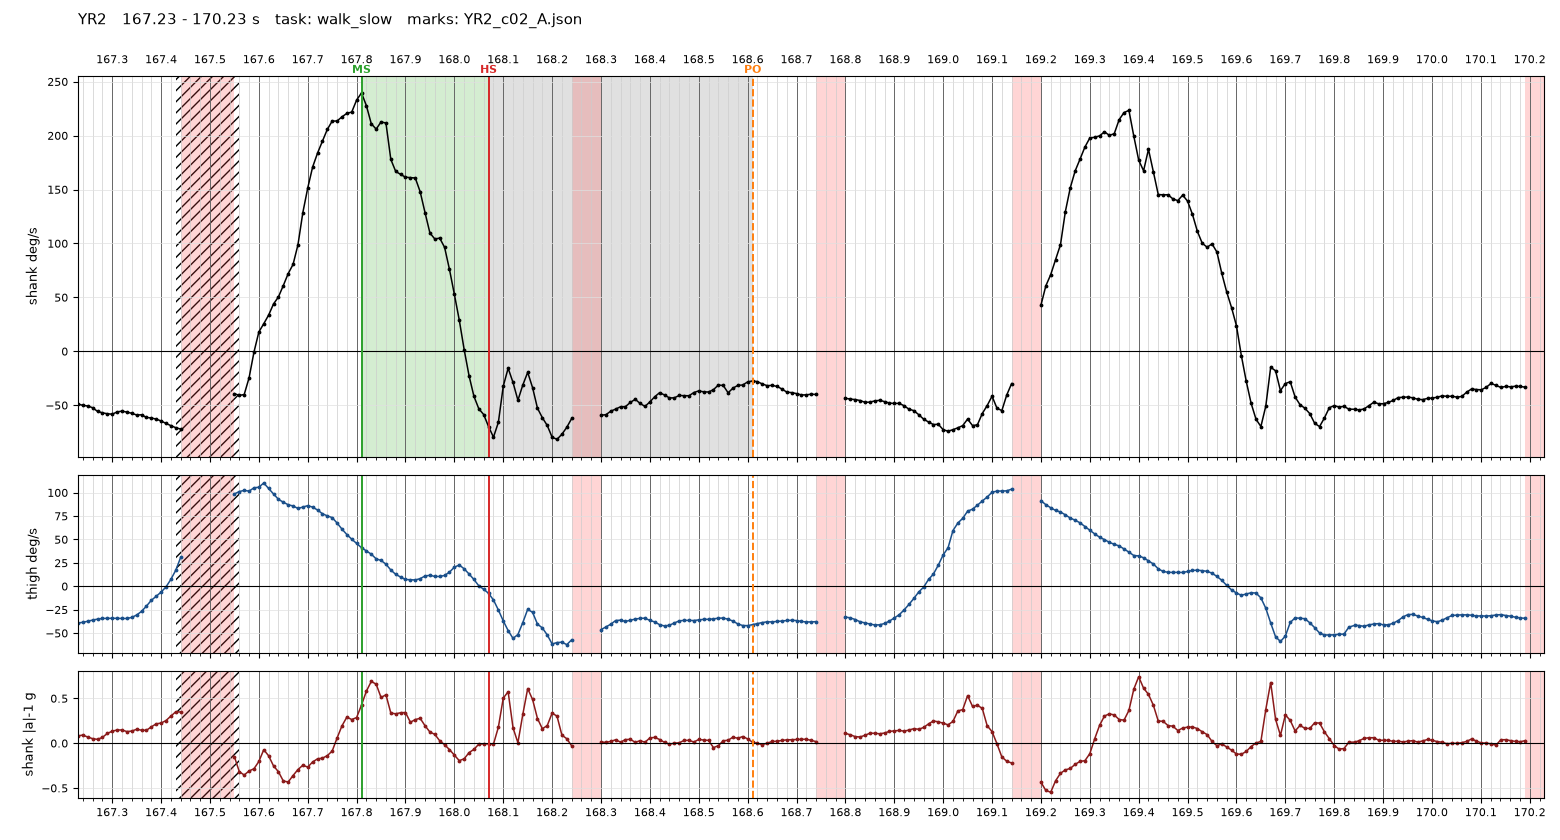 YR2   167.23 - 170.23 s   task: walk_slow   marks: YR2_c02_A.json
167.3 167.4 167.5 167.6 167.7 167.8 167.9 168.0 168.1 168.2 168.3 168.4 168.5 168.6 168.7 168.8 168.9 169.0 169.1 169.2 169.3 169.4 169.5 169.6 169.7 169.8 169.9 170.0 170.1 170.2
MS HS PO
shank deg/s
250
200
150
100
50
0
−50
thigh deg/s
100
75
50
25
0
−25
−50
shank |a|-1 g
0.5
0.0
−0.5
167.3 167.4 167.5 167.6 167.7 167.8 167.9 168.0 168.1 168.2 168.3 168.4 168.5 168.6 168.7 168.8 168.9 169.0 169.1 169.2 169.3 169.4 169.5 169.6 169.7 169.8 169.9 170.0 170.1 170.2